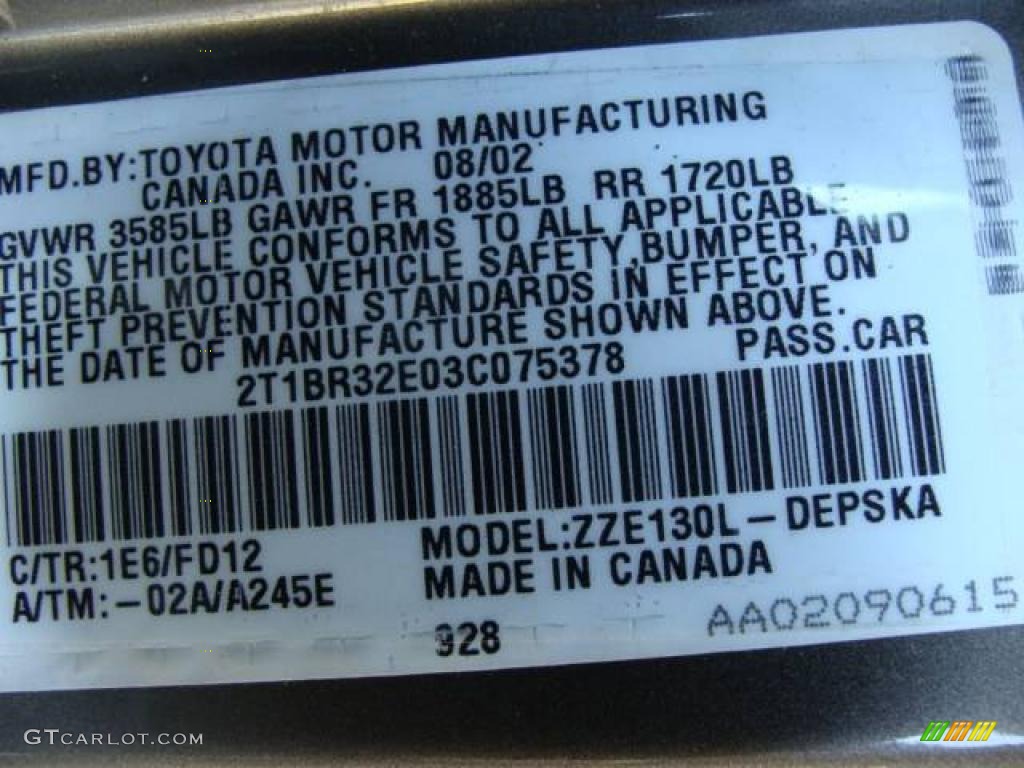 MFD.BY:TOYOTA MOTOR MANUFACTURING
CANADA INC. 08/02
GVWR 3585LB GAWR FR 1885LB RR 1720LB
THIS VEHICLE CONFORMS TO ALL APPLICABLE
FEDERAL MOTOR VEHICLE SAFETY,BUMPER, AND
THEFT PREVENTION STANDARDS IN EFFECT ON
THE DATE OF MANUFACTURE SHOWN ABOVE.
2T1BR32E03C075378 PASS.CAR
C/TR:1E6/FD12 MODEL:ZZE130L-DEPSKA
A/TM:-02A/A245E MADE IN CANADA
928 AA02090615
GTCARLOT.COM